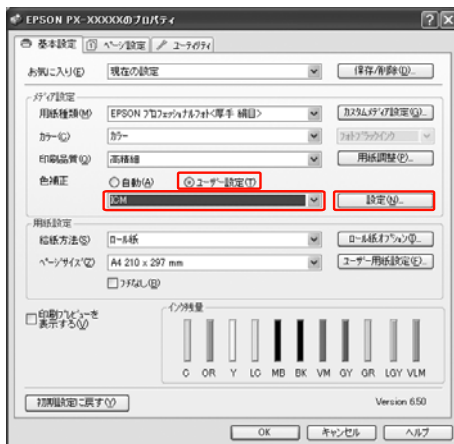 EPSON PX-XXXXXのプロパティ
基本設定 ページ設定 ユーティリティ
お気に入り(E) 現在の設定 保存/削除(D)...
メディア設定
用紙種類(M) EPSON プロフェッショナルフォト<厚手 絹目> カスタムメディア設定(G)...
カラー(C) カラー フォトブラックインク
印刷品質(Q) 高精細 用紙調整(P)...
色補正 自動(A) ユーザー設定(T)
ICM 設定(N)...
用紙設定
給紙方法(S) ロール紙 ロール紙オプション(I)...
ページサイズ(Z) A4 210 x 297 mm ユーザー用紙設定(E)...
フチなし(B)
印刷プレビューを
表示する(V)
インク残量
C OR Y LC MB BK VM GY GR LGY VLM
初期設定に戻す(Y) Version 6.50
OK キャンセル ヘルプ